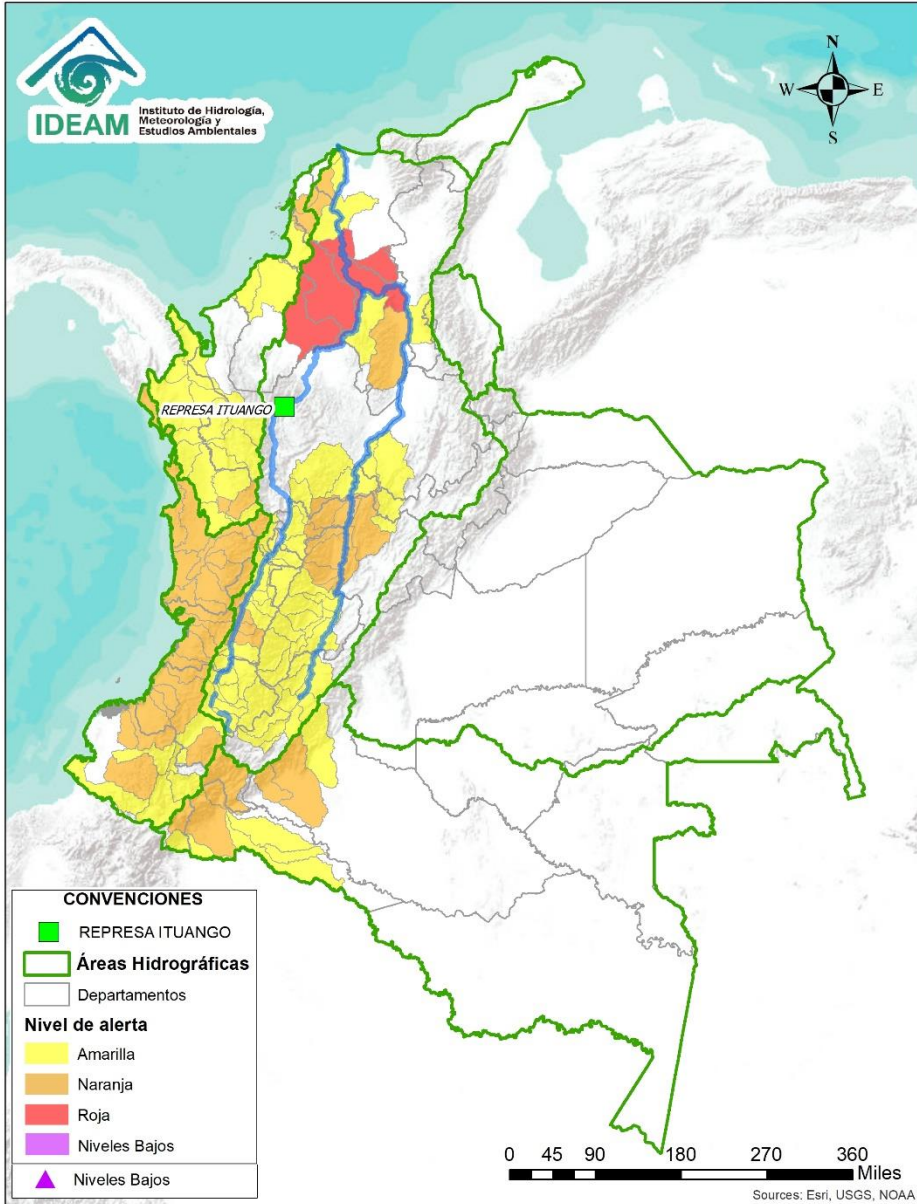 IDEAM
Instituto de Hidrología,
Meteorología y
Estudios Ambientales
N
W
E
S
REPRESA ITUANGO
CONVENCIONES
REPRESA ITUANGO
Áreas Hidrográficas
Departamentos
Nivel de alerta
Amarilla
Naranja
Roja
Niveles Bajos
Niveles Bajos
0 45 90 180 270 360
Miles
Sources: Esri, USGS, NOAA